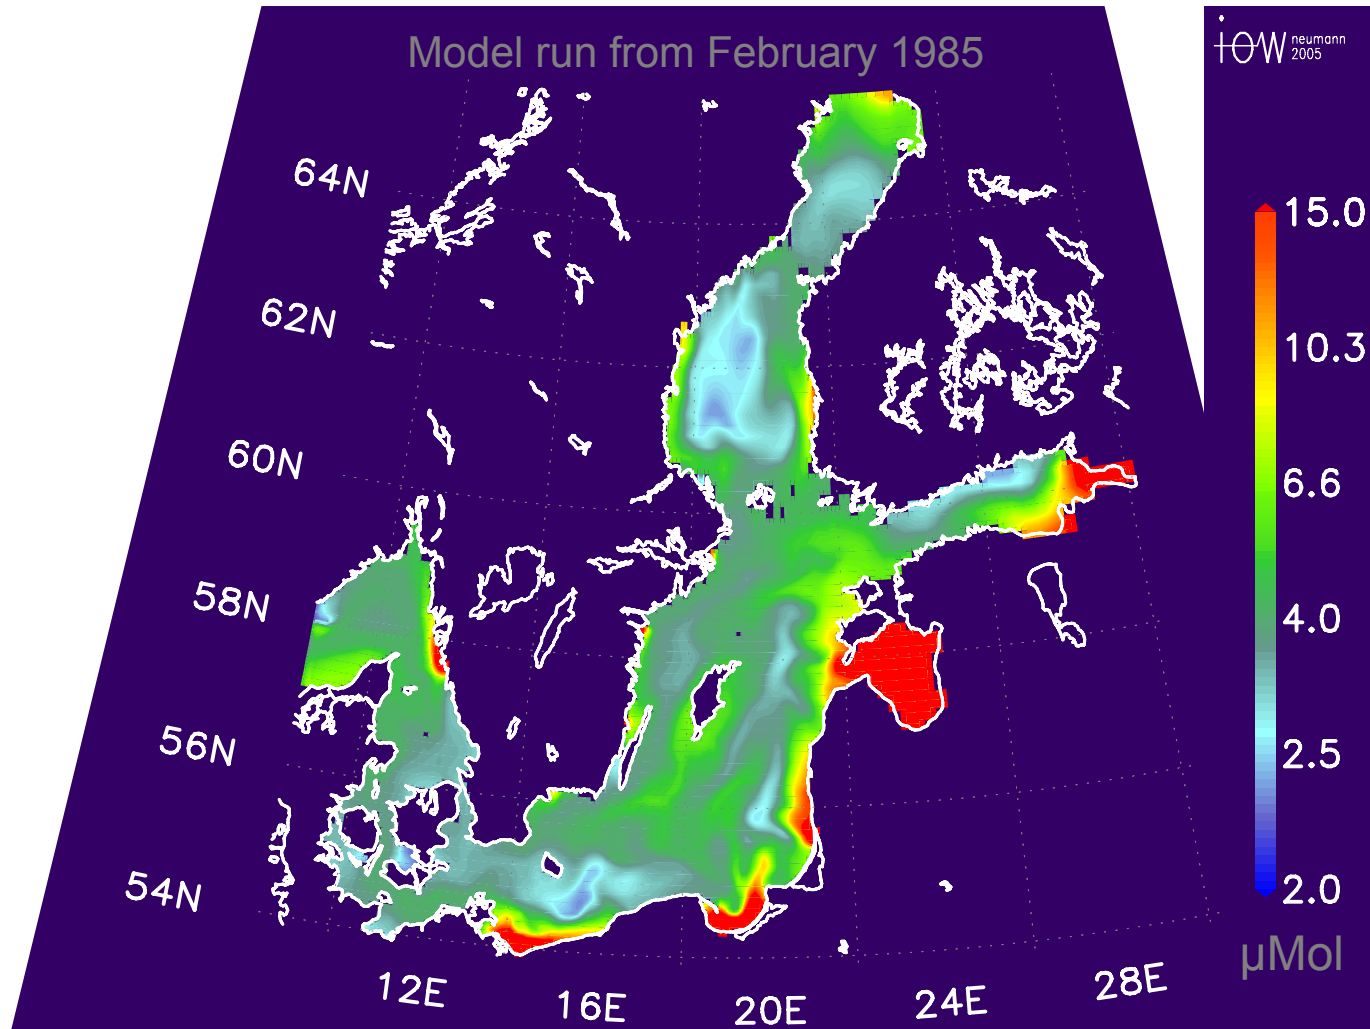 Model run from February 1985
iow neumann
2005
64N
62N
60N
58N
56N
54N
12E
16E
20E
24E
28E
15.0
10.3
6.6
4.0
2.5
2.0
µMol